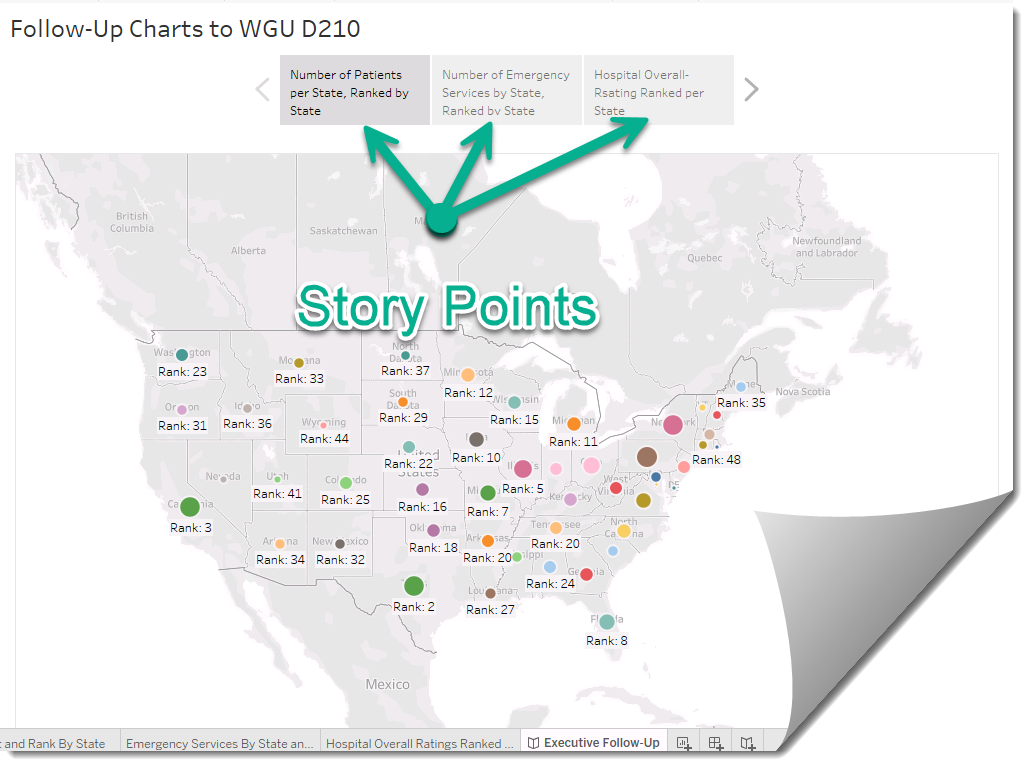 Follow-Up Charts to WGU D210
Number of Patients
per State, Ranked by
State
Number of Emergency
Services by State,
Ranked by State
Hospital Overall-
Rsating Ranked per
State
British
Columbia
Alberta
Saskatchewan
Quebec
Newfoundland
and Labrador
Story Points
Washington
Rank: 23
Rank: 33
North
Dakota
Rank: 37
Minnesota
Rank: 12
Rank: 35
Nova Scotia
Oregon
Rank: 31
Idaho
Rank: 36
Wyoming
Rank: 44
South
Dakota
Rank: 29
Wisconsin
Rank: 15
Michigan
Rank: 11
New York
Rank: 48
Nevada
Utah
Rank: 41
Colorado
Rank: 25
United
States
Rank: 22
Rank: 10
Rank: 5
Rank: 16
Rank: 7
Kentucky
West
Virginia
California
Rank: 3
Arizona
Rank: 34
New Mexico
Rank: 32
Oklahoma
Rank: 18
Arkansas
Rank: 20
Tennessee
Rank: 20
North
Carolina
Rank: 24
Georgia
Rank: 2
Louisiana
Rank: 27
Florida
Rank: 8
Mexico
and Rank By State
Emergency Services By State an...
Hospital Overall Ratings Ranked ...
Executive Follow-Up